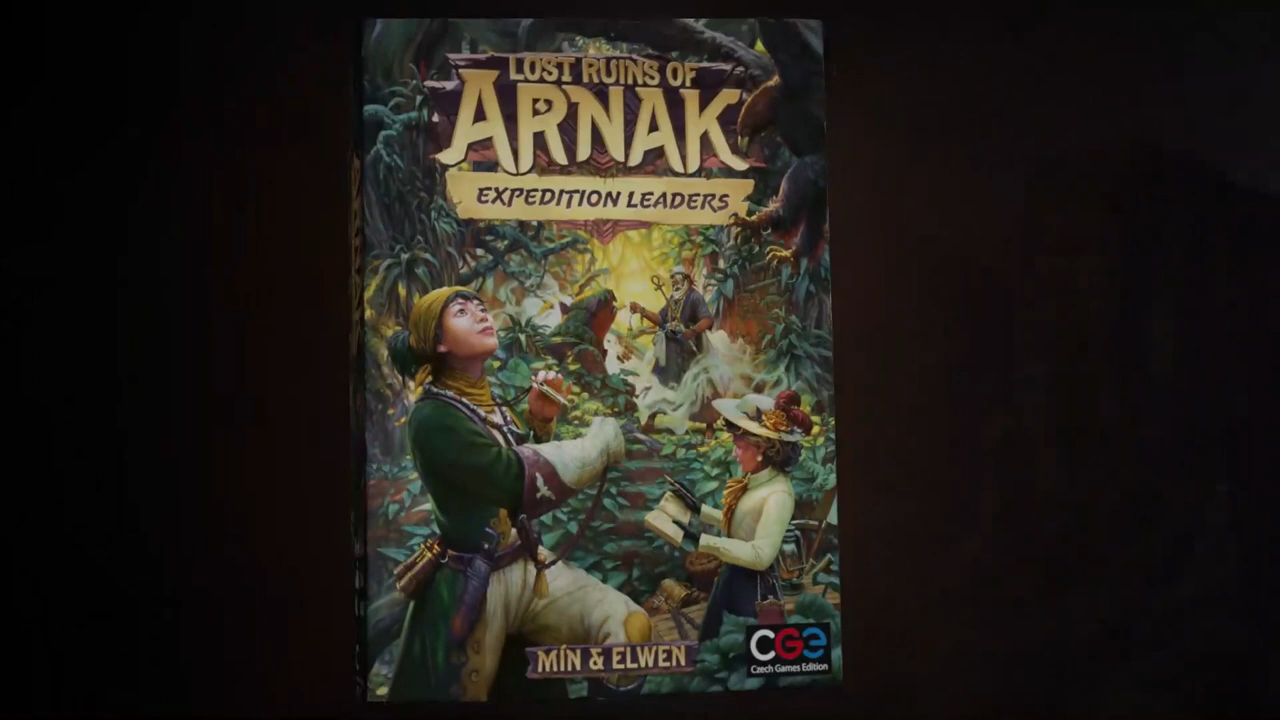 LOST RUINS OF
ARNAK
EXPEDITION LEADERS
MÍN & ELWEN
CGE
Czech Games Edition